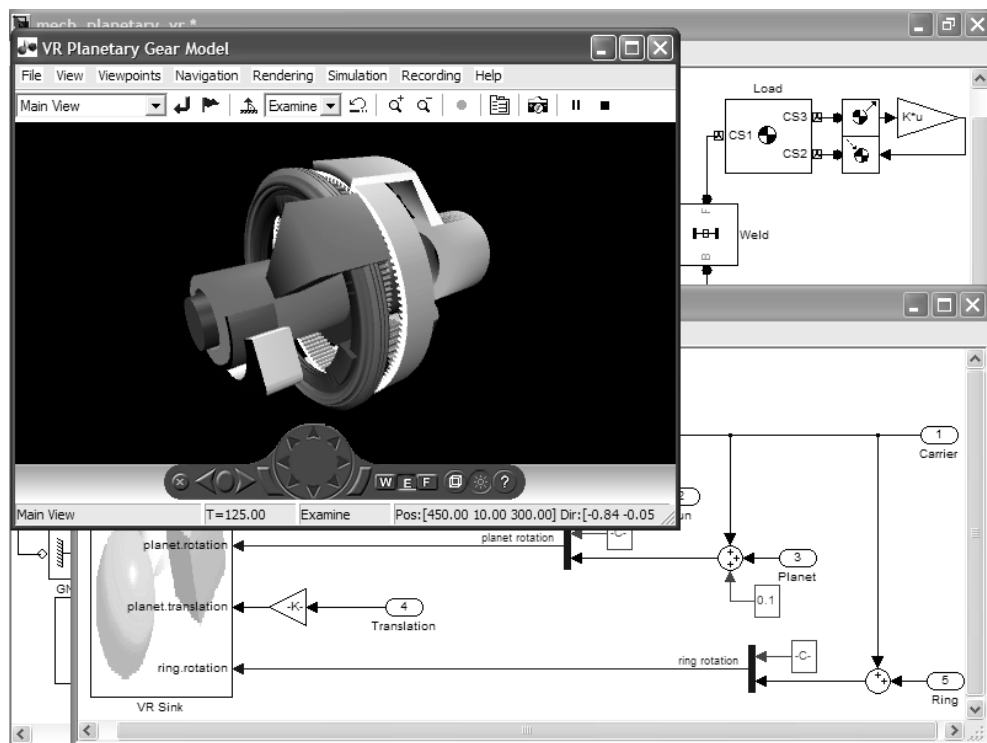 mech_planetary_vr *
VR Planetary Gear Model
File View Viewpoints Navigation Rendering Simulation Recording Help
Main View Examine
Load
CS1
CS3
CS2
K*u
F
Weld
B
W E F ?
Main View T=125.00 Examine Pos:[450.00 10.00 300.00] Dir:[-0.84 -0.05
1
Carrier
2
un
planet.rotation
planet rotation
-C-
3
Planet
0.1
planet.translation
-K-
4
Translation
ring.rotation
ring rotation
-C-
5
Ring
VR Sink
GN